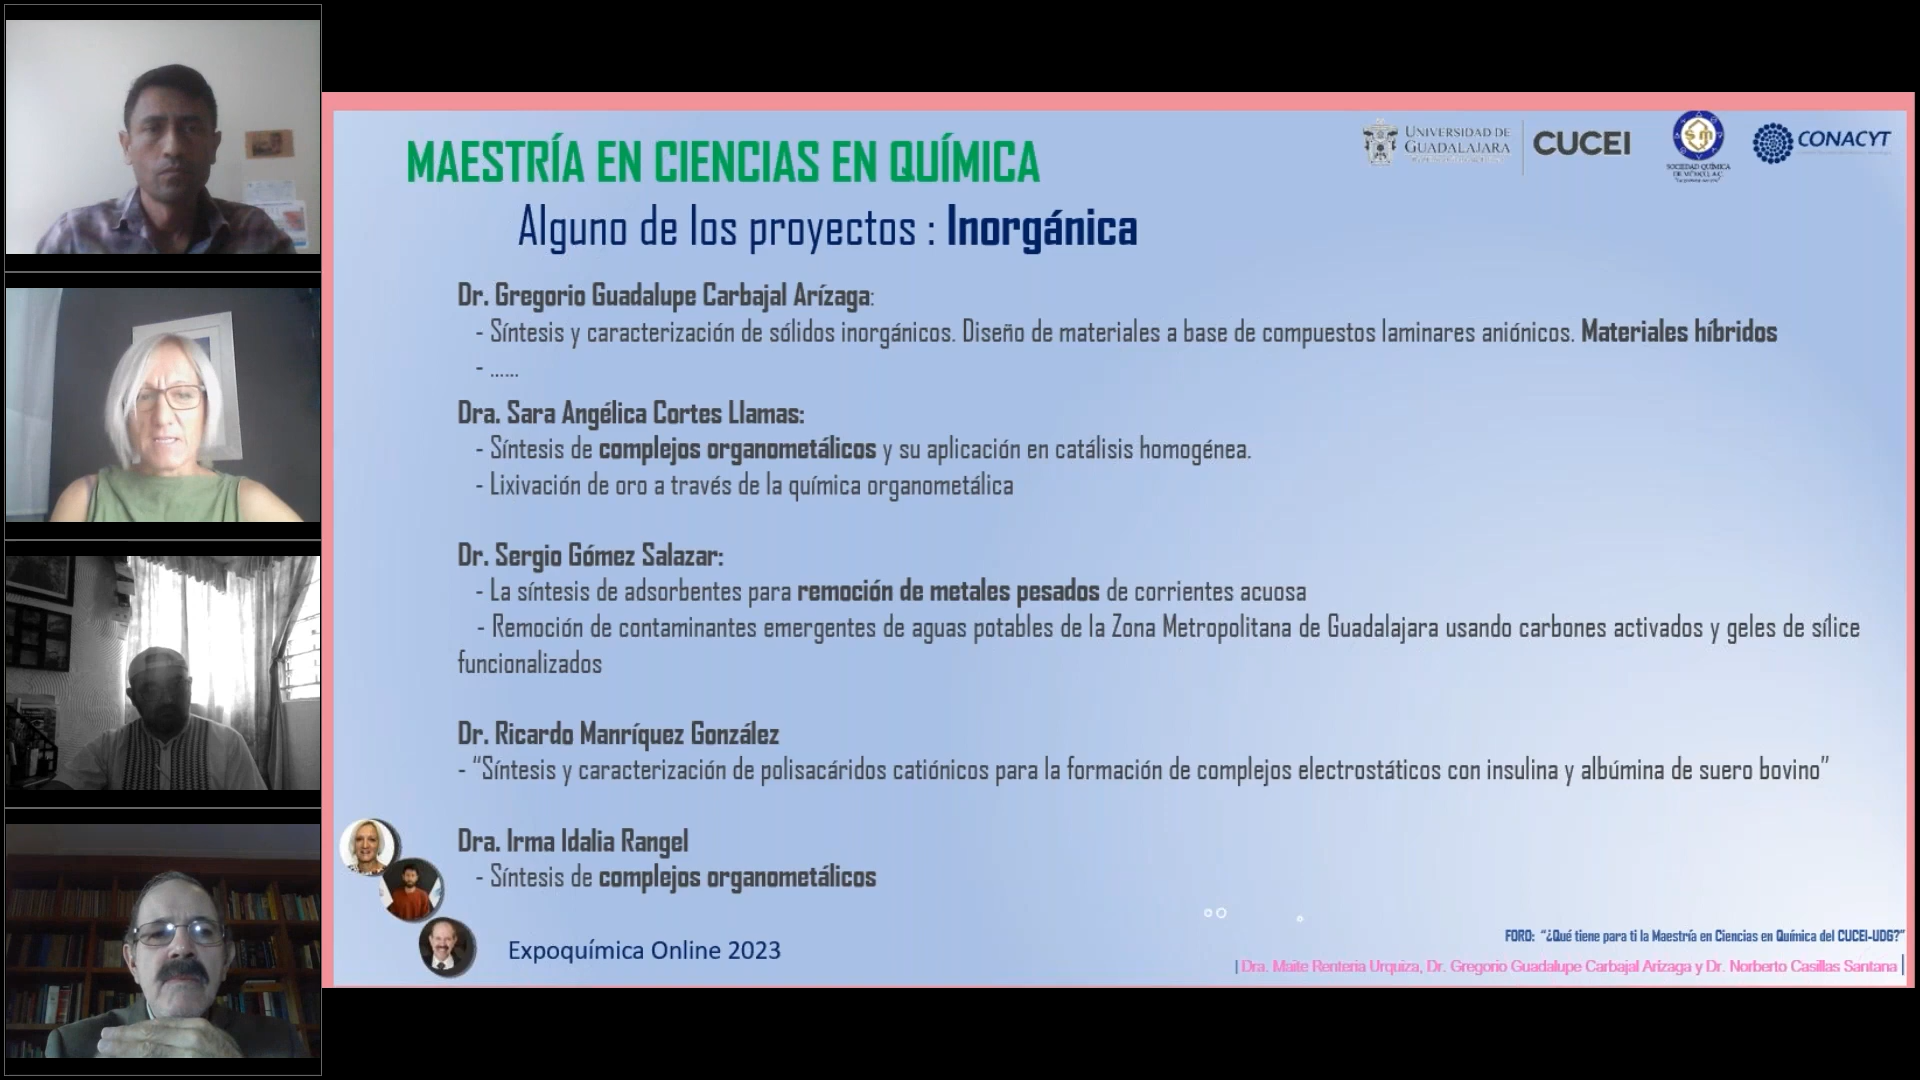 MAESTRÍA EN CIENCIAS EN QUÍMICA
UNIVERSIDAD DE GUADALAJARA
CUCEI
SOCIEDAD QUÍMICA DE MÉXICO, A.C.
CONACYT
Alguno de los proyectos : Inorgánica
Dr. Gregorio Guadalupe Carbajal Arízaga:
- Síntesis y caracterización de sólidos inorgánicos. Diseño de materiales a base de compuestos laminares aniónicos. Materiales híbridos
- ......
Dra. Sara Angélica Cortes Llamas:
- Síntesis de complejos organometálicos y su aplicación en catálisis homogénea.
- Lixivación de oro a través de la química organometálica
Dr. Sergio Gómez Salazar:
- La síntesis de adsorbentes para remoción de metales pesados de corrientes acuosa
- Remoción de contaminantes emergentes de aguas potables de la Zona Metropolitana de Guadalajara usando carbones activados y geles de sílice
funcionalizados
Dr. Ricardo Manríquez González
- “Síntesis y caracterización de polisacáridos catiónicos para la formación de complejos electrostáticos con insulina y albúmina de suero bovino”
Dra. Irma Idalia Rangel
- Síntesis de complejos organometálicos
Expoquímica Online 2023
FORO: “¿Qué tiene para ti la Maestría en Ciencias en Química del CUCEI-UDG?”
| Dra. Maite Renteria Urquiza, Dr. Gregorio Guadalupe Carbajal Arizaga y Dr. Norberto Casillas Santana |